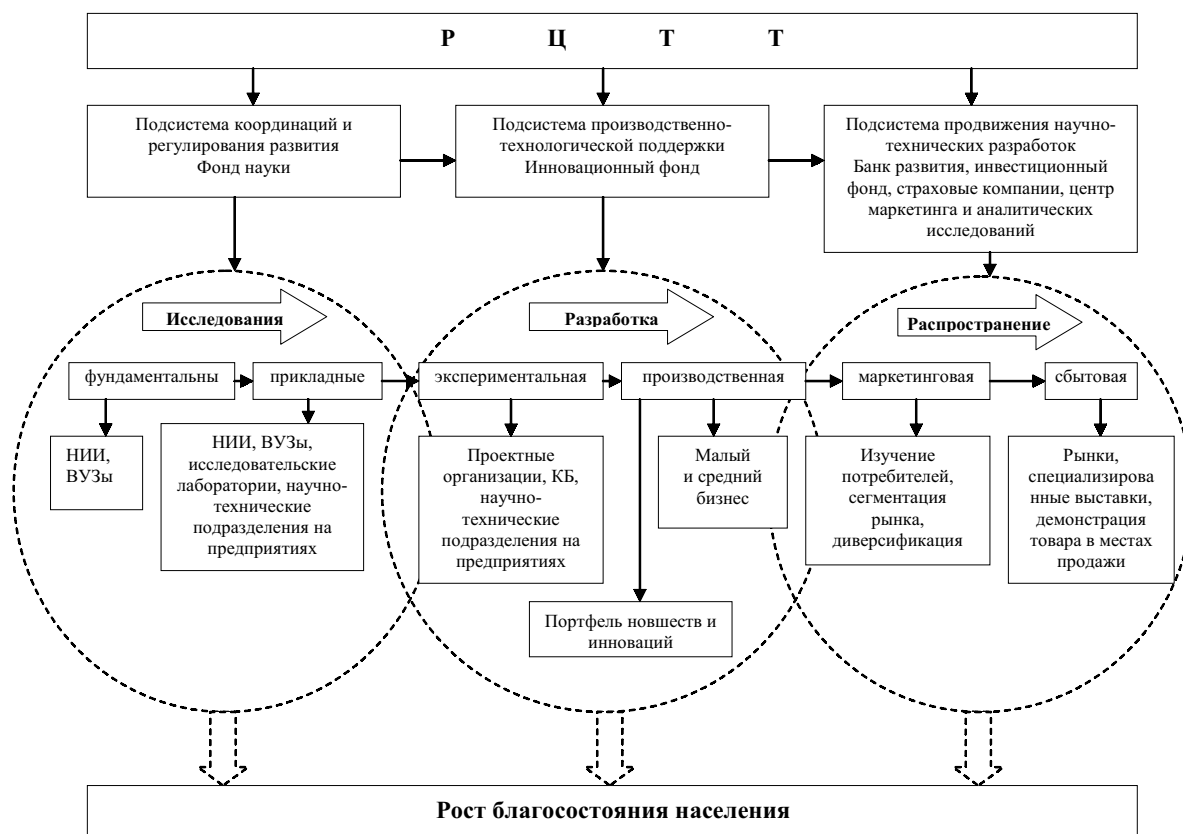 Р Ц Т Т
Подсистема координаций и
регулирования развития
Фонд науки
Подсистема производственно-
технологической поддержки
Инновационный фонд
Подсистема продвижения научно-
технических разработок
Банк развития, инвестиционный
фонд, страховые компании, центр
маркетинга и аналитических
исследований
Исследования
Разработка
Распространение
фундаментальны
прикладные
экспериментальная
производственная
маркетинговая
сбытовая
НИИ,
ВУЗы
НИИ, ВУЗы,
исследовательские
лаборатории, научно-
технические
подразделения на
предприятиях
Проектные
организации, КБ,
научно-
технические
подразделения на
предприятиях
Малый
и средний
бизнес
Изучение
потребителей,
сегментация
рынка,
диверсификация
Рынки,
специализирова
нные выставки,
демонстрация
товара в местах
продажи
Портфель новшеств и
инноваций
Рост благосостояния населения